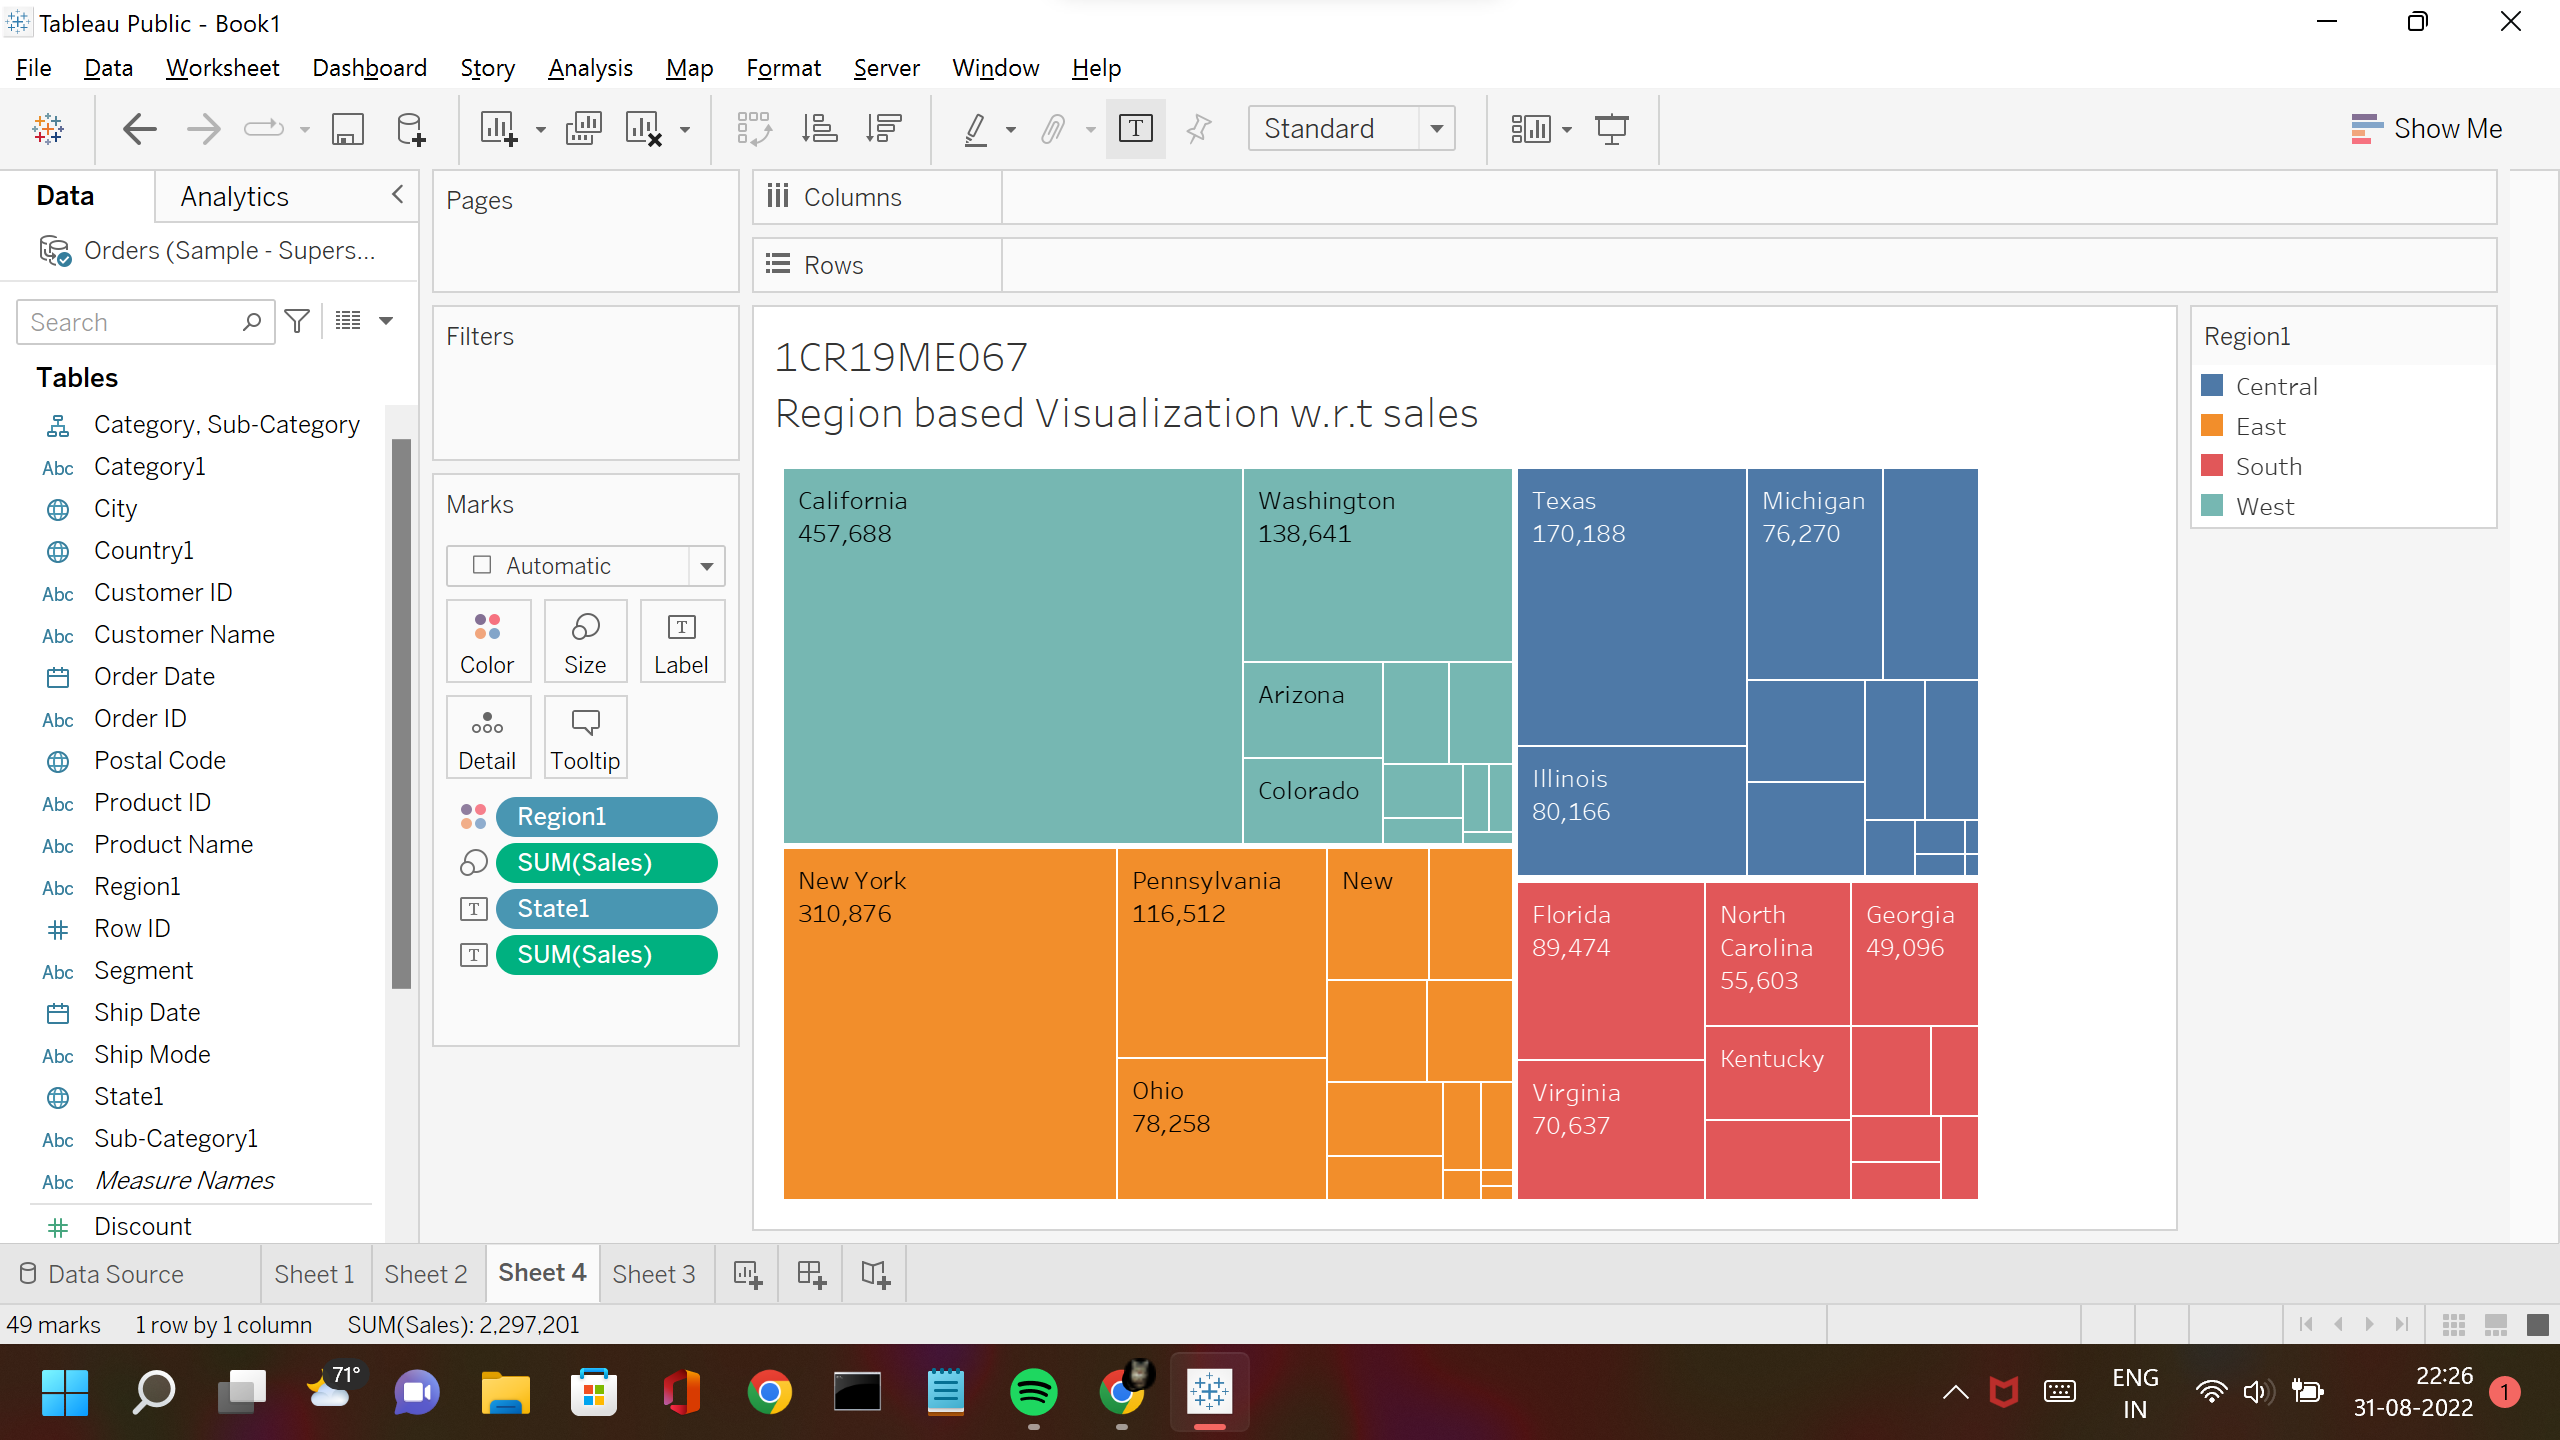 Tableau Public - Book1
File Data Worksheet Dashboard Story Analysis Map Format Server Window Help
Standard
Show Me
Data Analytics
Orders (Sample - Supers...
Search
Tables
Category, Sub-Category
Abc Category1
City
Country1
Abc Customer ID
Abc Customer Name
Order Date
Abc Order ID
Postal Code
Abc Product ID
Abc Product Name
Abc Region1
# Row ID
Abc Segment
Ship Date
Abc Ship Mode
State1
Abc Sub-Category1
Abc Measure Names
# Discount
Pages
Filters
Marks
Automatic
Color Size Label
Detail Tooltip
Region1
SUM(Sales)
T State1
T SUM(Sales)
Columns
Rows
1CR19ME067
Region based Visualization w.r.t sales
California
457,688
Washington
138,641
Arizona
Colorado
Texas
170,188
Michigan
76,270
Illinois
80,166
New York
310,876
Pennsylvania
116,512
New
Ohio
78,258
Florida
89,474
North
Carolina
55,603
Georgia
49,096
Kentucky
Virginia
70,637
Region1
Central
East
South
West
Data Source Sheet 1 Sheet 2 Sheet 4 Sheet 3
49 marks 1 row by 1 column SUM(Sales): 2,297,201
71°
ENG
IN
22:26
31-08-2022
1